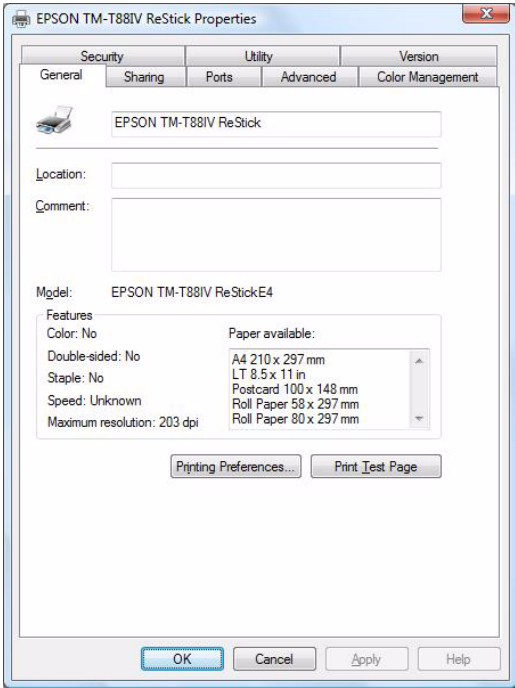 EPSON TM-T88IV ReStick Properties
Security Utility Version
General Sharing Ports Advanced Color Management
EPSON TM-T88IV ReStick
Location:
Comment:
Model: EPSON TM-T88IV ReStickE4
Features
Color: No
Double-sided: No
Staple: No
Speed: Unknown
Maximum resolution: 203 dpi
Paper available:
A4 210 x 297 mm
LT 8.5 x 11 in
Postcard 100 x 148 mm
Roll Paper 58 x 297 mm
Roll Paper 80 x 297 mm
Printing Preferences... Print Test Page
OK Cancel Apply Help